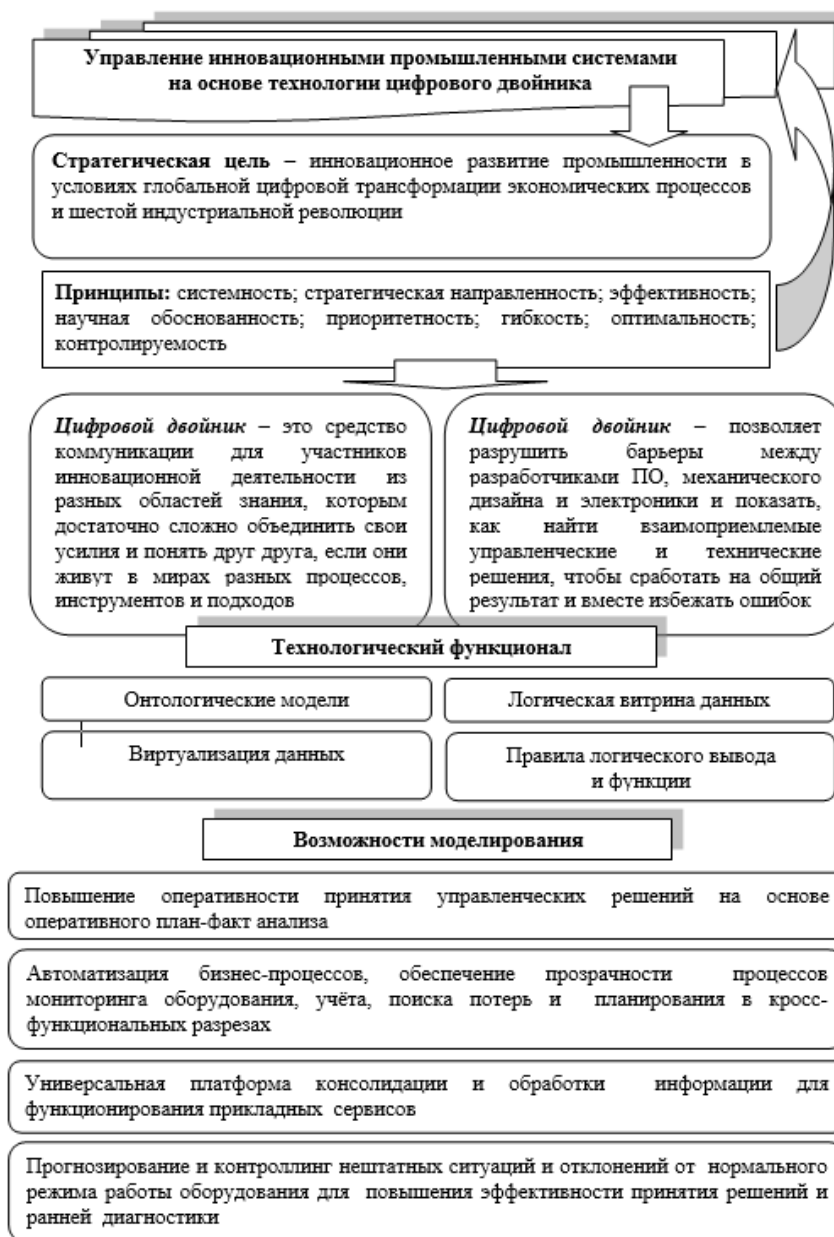 Управление инновационными промышленными системами
на основе технологии цифрового двойника
Стратегическая цель – инновационное развитие промышленности в
условиях глобальной цифровой трансформации экономических процессов
и шестой индустриальной революции
Принципы: системность; стратегическая направленность; эффективность;
научная обоснованность; приоритетность; гибкость; оптимальность;
контролируемость
Цифровой двойник – это средство
коммуникации для участников
инновационной деятельности из
разных областей знания, которым
достаточно сложно объединить свои
усилия и понять друг друга, если они
живут в мирах разных процессов,
инструментов и подходов
Цифровой двойник – позволяет
разрушить барьеры между
разработчиками ПО, механического
дизайна и электроники и показать,
как найти взаимоприемлемые
управленческие и технические
решения, чтобы сработать на общий
результат и вместе избежать ошибок
Технологический функционал
Онтологические модели
Логическая витрина данных
Виртуализация данных
Правила логического вывода
и функции
Возможности моделирования
Повышение оперативности принятия управленческих решений на основе
оперативного план-факт анализа
Автоматизация бизнес-процессов, обеспечение прозрачности процессов
мониторинга оборудования, учёта, поиска потерь и планирования в кросс-
функциональных разрезах
Универсальная платформа консолидации и обработки информации для
функционирования прикладных сервисов
Прогнозирование и контроллинг нештатных ситуаций и отклонений от нормального
режима работы оборудования для повышения эффективности принятия решений и
ранней диагностики